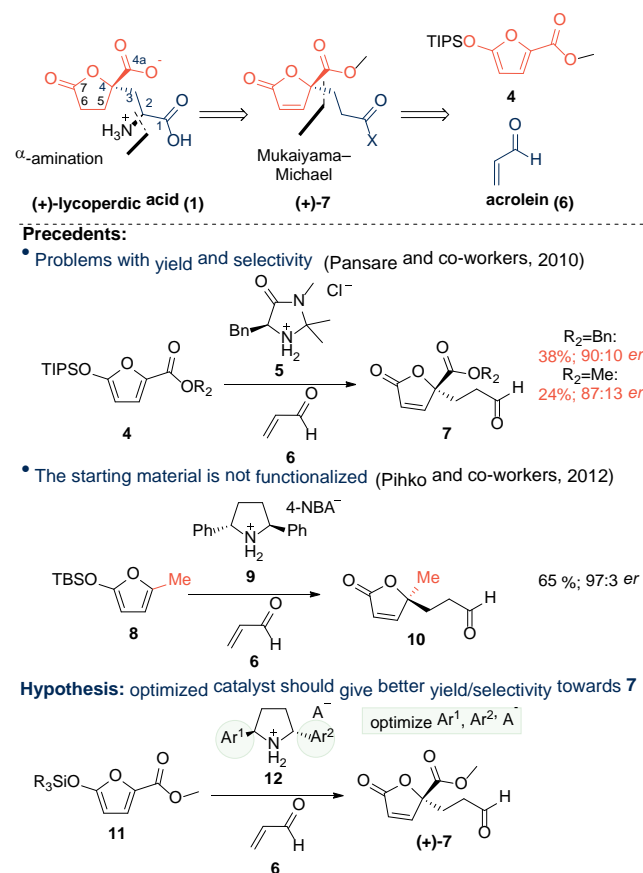 O
4a
O
O-
O
7
4
3
6
5
2
O
1
H3N+
OH
α-amination
(+)-lycoperdic acid (1)
O
O
O
O
O
X
Mukaiyama–
Michael
(+)-7
TIPSO
O
O
O
4
O
H
acrolein (6)
Precedents:
• Problems with yield and selectivity (Pansare and co-workers, 2010)
O
N
Cl−
Bn
N+
H2
5
TIPSO
O
O
OR2
4
O
H
6
O
O
O
OR2
H
O
7
R2=Bn:
38%; 90:10 er
R2=Me:
24%; 87:13 er
• The starting material is not functionalized (Pihko and co-workers, 2012)
4-NBA−
Ph
N+
H2
Ph
9
TBSO
O
Me
8
O
H
6
O
O
Me
H
O
10
65 %; 97:3 er
Hypothesis: optimized catalyst should give better yield/selectivity towards 7
A−
Ar1
N+
H2
Ar2
12
optimize Ar1, Ar2, A-
R3SiO
O
O
O
11
O
H
6
O
O
O
O
H
O
(+)-7